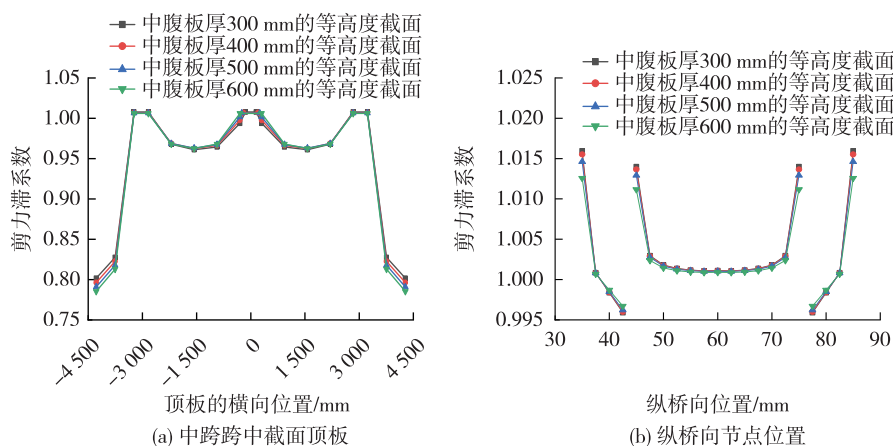 中腹板厚300 mm的等高度截面
中腹板厚400 mm的等高度截面
中腹板厚500 mm的等高度截面
中腹板厚600 mm的等高度截面
1.05
1.00
0.95
0.90
0.85
0.80
0.75
剪力滞系数
-4 500
-3 000
-1 500
0
1 500
3 000
4 500
顶板的横向位置/mm
(a) 中跨跨中截面顶板
中腹板厚300 mm的等高度截面
中腹板厚400 mm的等高度截面
中腹板厚500 mm的等高度截面
中腹板厚600 mm的等高度截面
1.025
1.020
1.015
1.010
1.005
1.000
0.995
剪力滞系数
30
40
50
60
70
80
90
纵桥向位置/mm
(b) 纵桥向节点位置